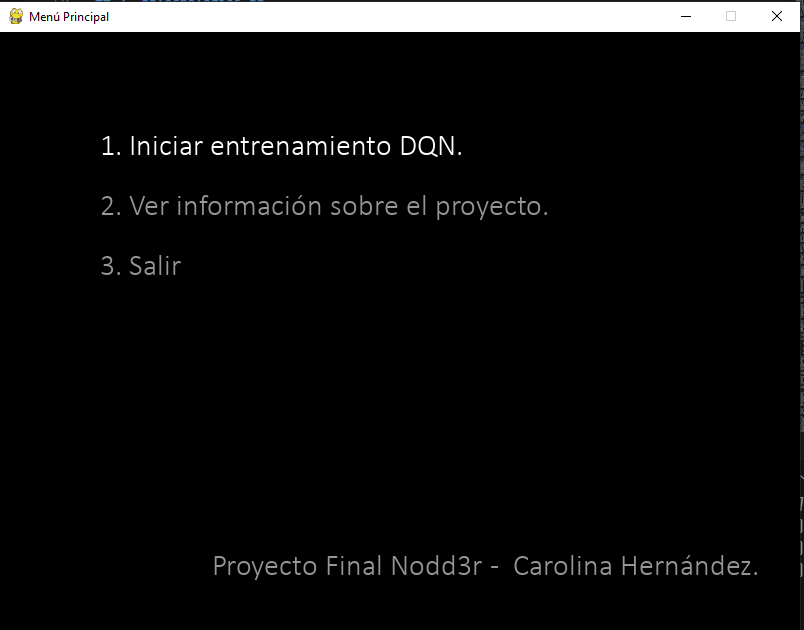 Menú Principal
1. Iniciar entrenamiento DQN.
2. Ver información sobre el proyecto.
3. Salir
Proyecto Final Nodd3r - Carolina Hernández.